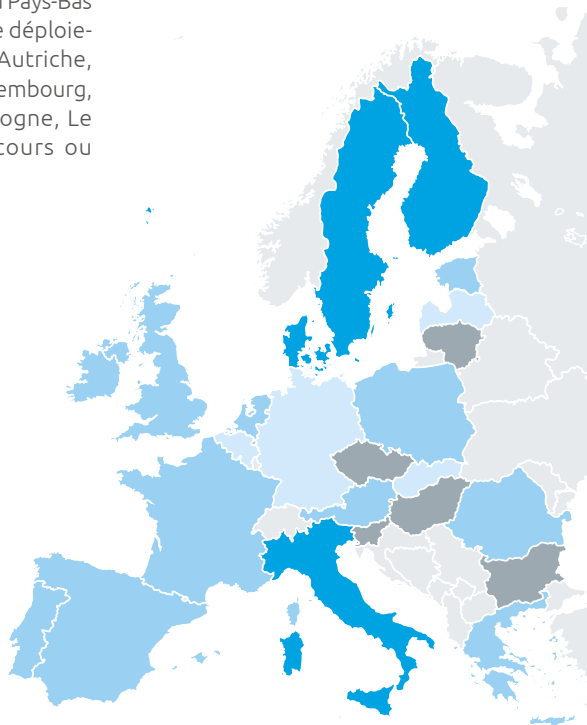 Pays-Bas
e déploie-
Autriche,
embourg,
ogne, Le
cours ou